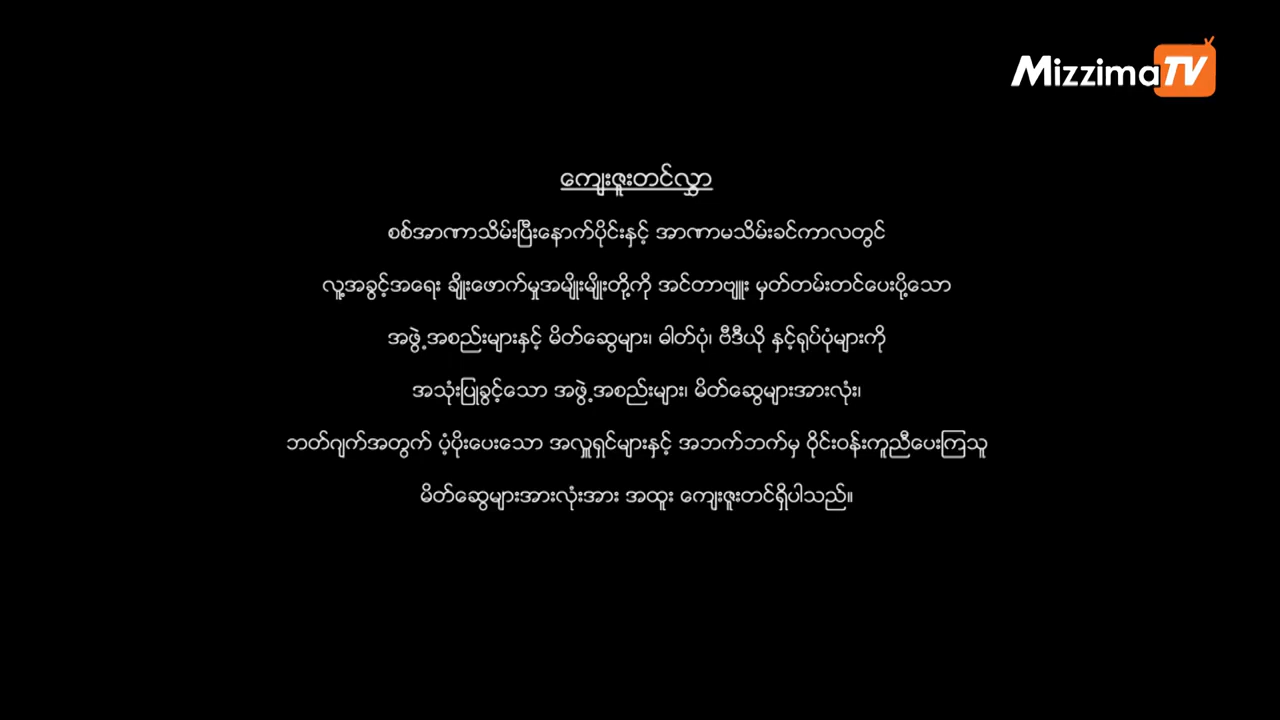 MizzimaTV
ကျေးဇူးတင်လွှာ
စစ်အာဏာသိမ်းပြီးနောက်ပိုင်းနှင့် အာဏာမသိမ်းခင်ကာလတွင်
လူ့အခွင့်အရေး ချိုးဖောက်မှုအမျိုးမျိုးတို့ကို အင်တာဗျူး မှတ်တမ်းတင်ပေးပို့သော
အဖွဲ့အစည်းများနှင့် မိတ်ဆွေများ၊ ဓါတ်ပုံ၊ ဗီဒီယို နှင့်ရုပ်ပုံများကို
အသုံးပြုခွင့်သော အဖွဲ့အစည်းများ၊ မိတ်ဆွေများအားလုံး၊
ဘတ်ဂျက်အတွက် ပံ့ပိုးပေးသော အလှူရှင်များနှင့် အဘက်ဘက်မှ ဝိုင်းဝန်းကူညီပေးကြသူ
မိတ်ဆွေများအားလုံးအား အထူး ကျေးဇူးတင်ရှိပါသည်။